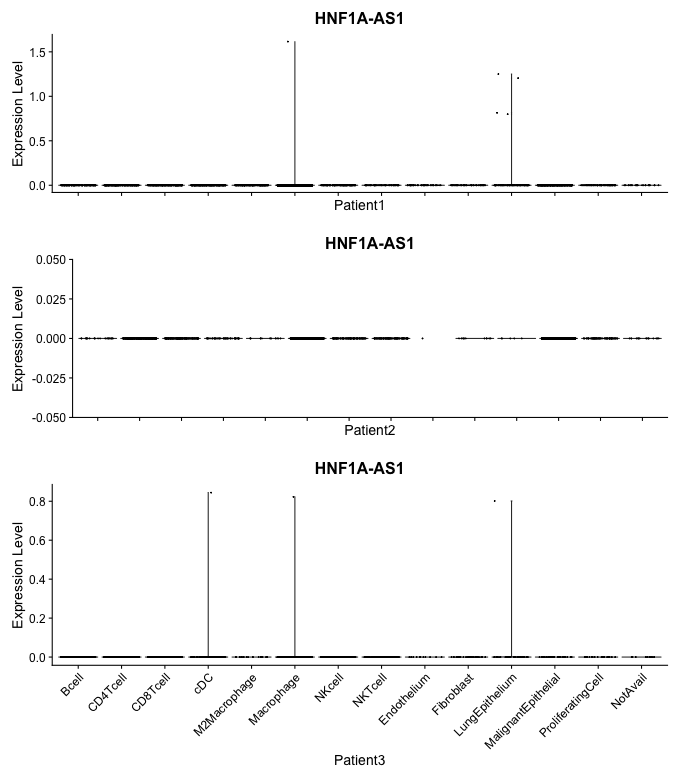 HNF1A-AS1
Expression Level
1.5
1.0
0.5
0.0
Patient1
HNF1A-AS1
Expression Level
0.050
0.025
0.000
-0.025
-0.050
Patient2
HNF1A-AS1
Expression Level
0.8
0.6
0.4
0.2
0.0
Bcell
CD4Tcell
CD8Tcell
cDC
M2Macrophage
Macrophage
NKcell
NKTcell
Endothelium
Fibroblast
LungEpithelium
MalignantEpithelial
ProliferatingCell
NotAvail
Patient3